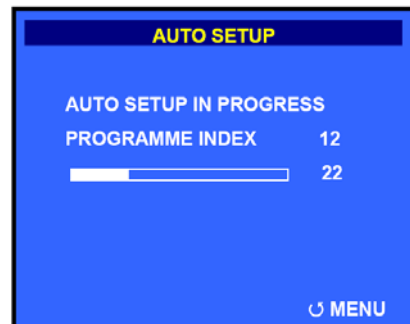 AUTO SETUP
AUTO SETUP IN PROGRESS
PROGRAMME INDEX 12
22
↺ MENU